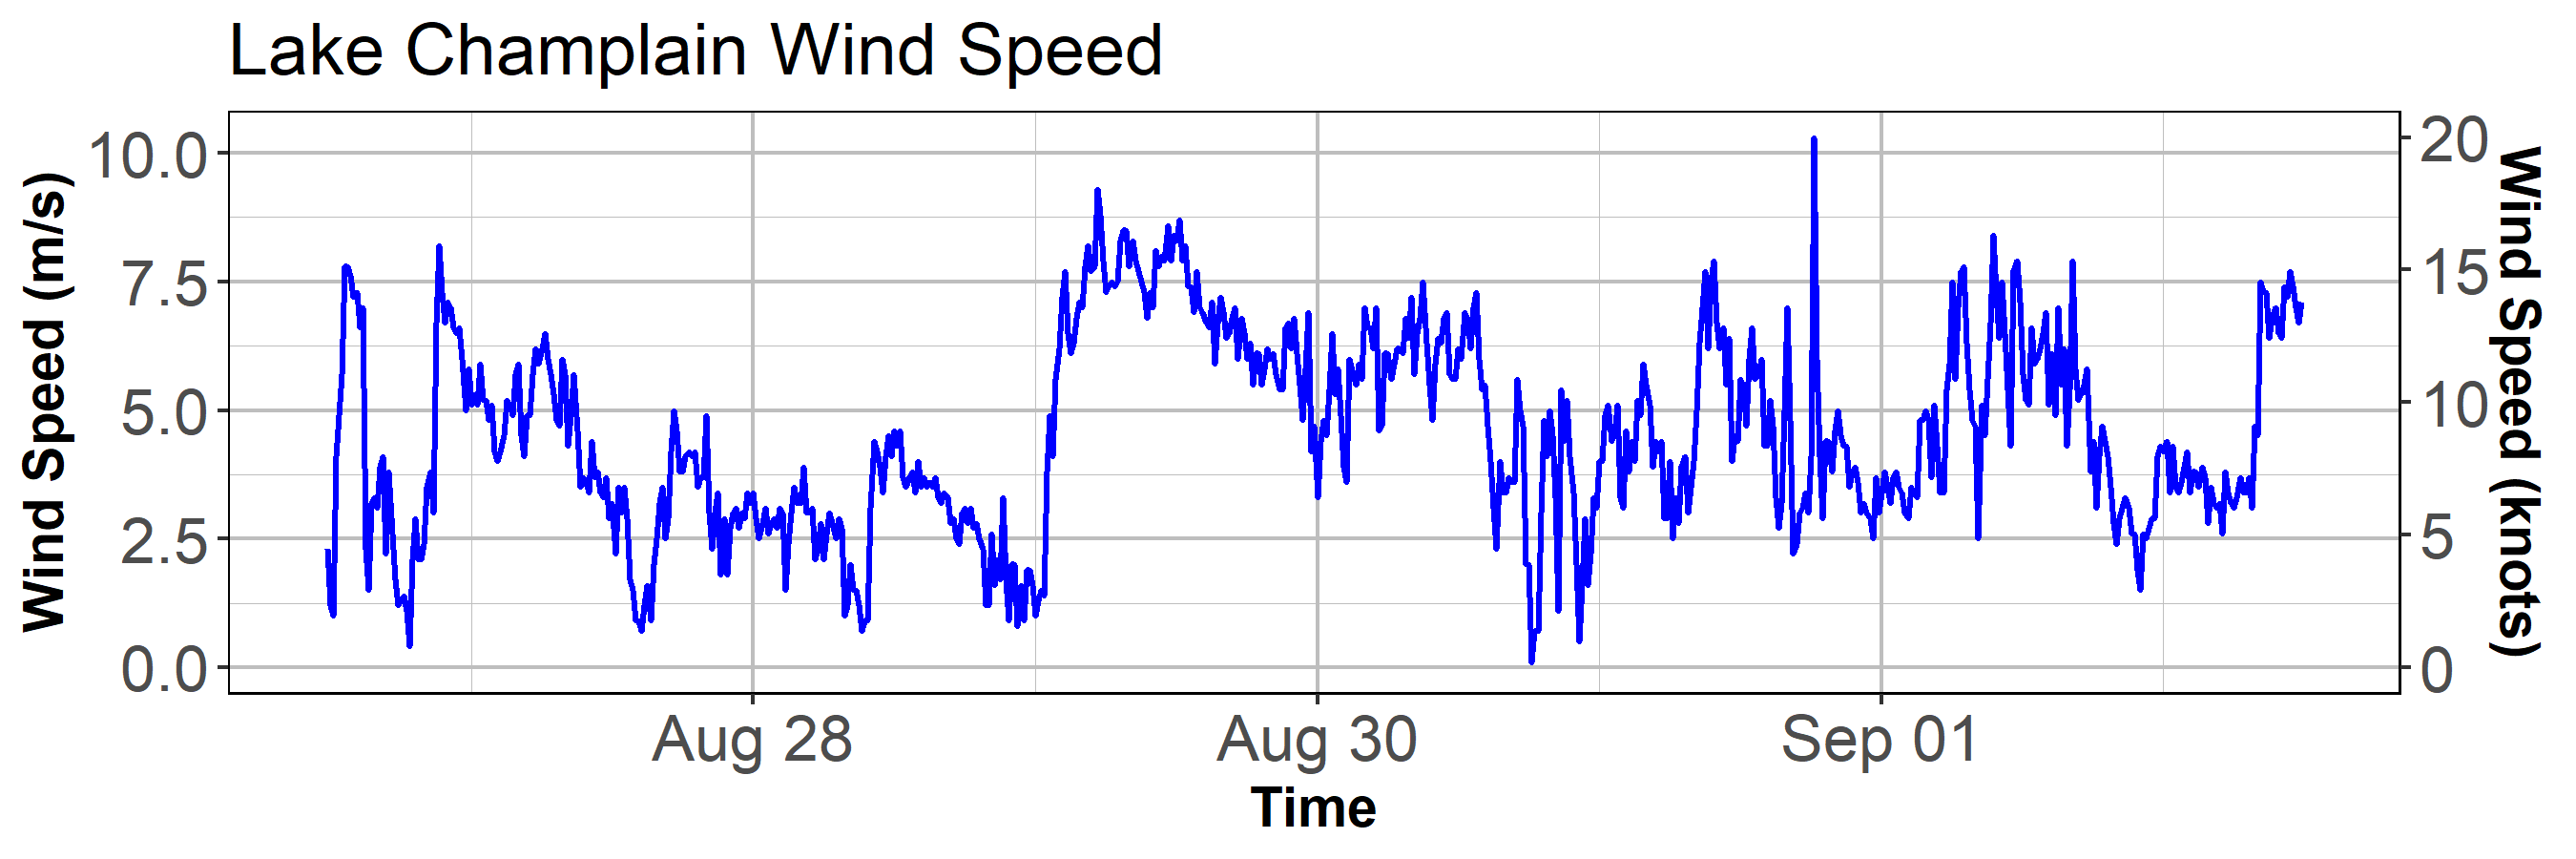 Lake Champlain Wind Speed
Wind Speed (m/s)
10.0
7.5
5.0
2.5
0.0
20
15
10
5
0
Wind Speed (knots)
Aug 28
Aug 30
Sep 01
Time